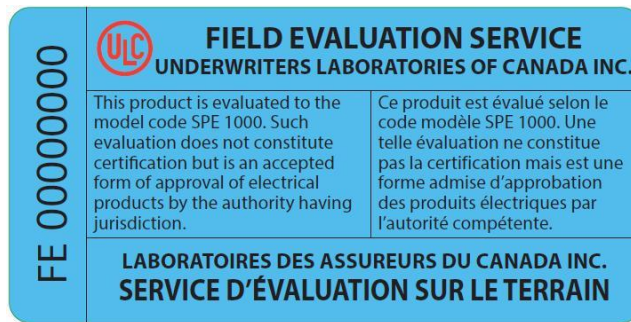 FE 00000000
ULC
FIELD EVALUATION SERVICE
UNDERWRITERS LABORATORIES OF CANADA INC.
This product is evaluated to the
model code SPE 1000. Such
evaluation does not constitute
certification but is an accepted
form of approval of electrical
products by the authority having
jurisdiction.
Ce produit est évalué selon le
code modèle SPE 1000. Une
telle évaluation ne constitue
pas la certification mais est une
forme admise d'approbation
des produits électriques par
l'autorité compétente.
LABORATOIRES DES ASSUREURS DU CANADA INC.
SERVICE D'ÉVALUATION SUR LE TERRAIN